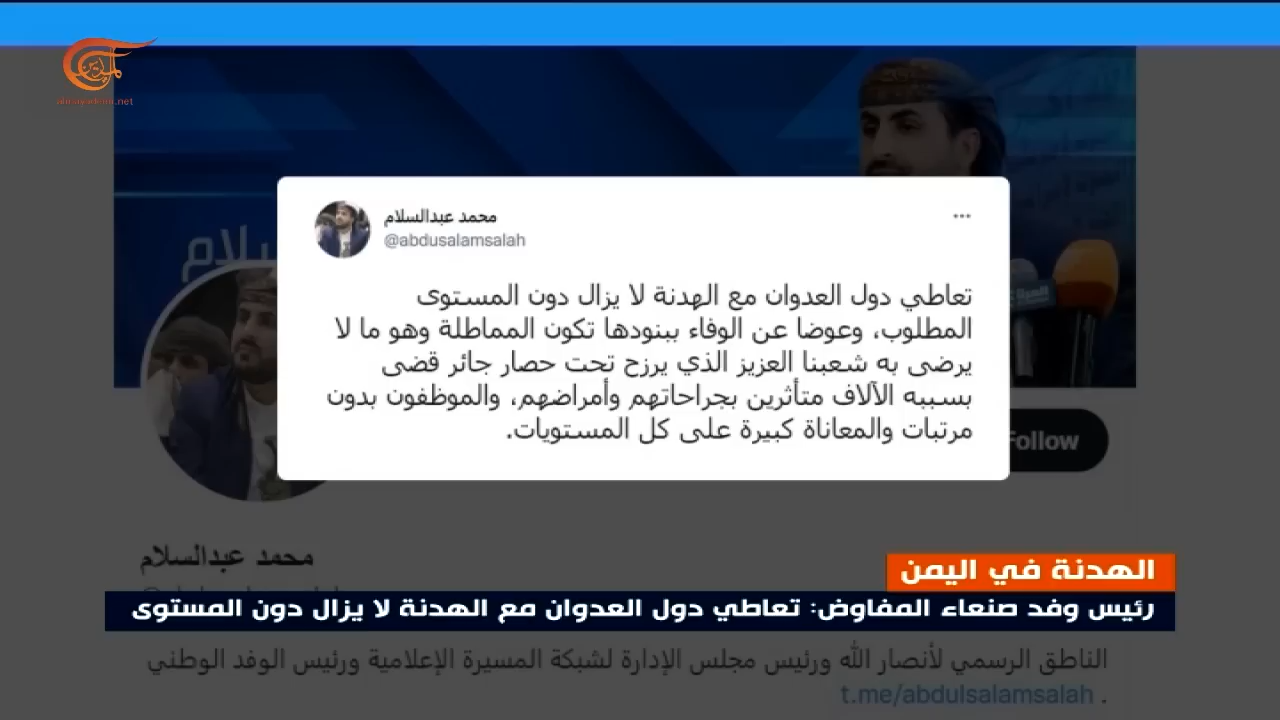 الميادين
almayadeen.net
محمد عبدالسلام
@abdusalamsalah
تعاطي دول العدوان مع الهدنة لا يزال دون المستوى
المطلوب، وعوضا عن الوفاء ببنودها تكون المماطلة وهو ما لا
يرضى به شعبنا العزيز الذي يرزح تحت حصار جائر قضى
بسببه الآلاف متأثرين بجراحاتهم وأمراضهم، والموظفون بدون
مرتبات والمعاناة كبيرة على كل المستويات.
Follow
محمد عبدالسلام
الهدنة في اليمن
رئيس وفد صنعاء المفاوض: تعاطي دول العدوان مع الهدنة لا يزال دون المستوى
الناطق الرسمي لأنصار الله ورئيس مجلس الإدارة لشبكة المسيرة الإعلامية ورئيس الوفد الوطني
. t.me/abdulsalamsalah